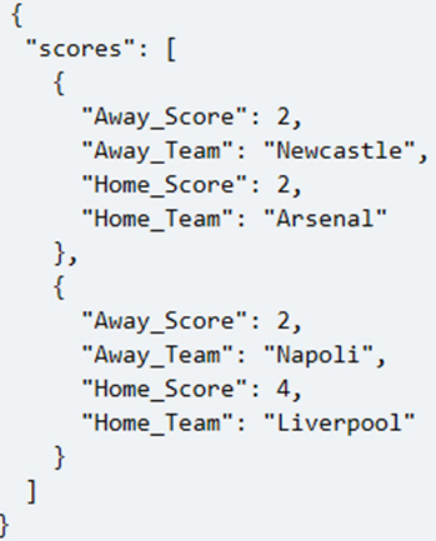 {
  "scores": [
    {
      "Away_Score": 2,
      "Away_Team": "Newcastle",
      "Home_Score": 2,
      "Home_Team": "Arsenal"
    },
    {
      "Away_Score": 2,
      "Away_Team": "Napoli",
      "Home_Score": 4,
      "Home_Team": "Liverpool"
    }
  ]
}